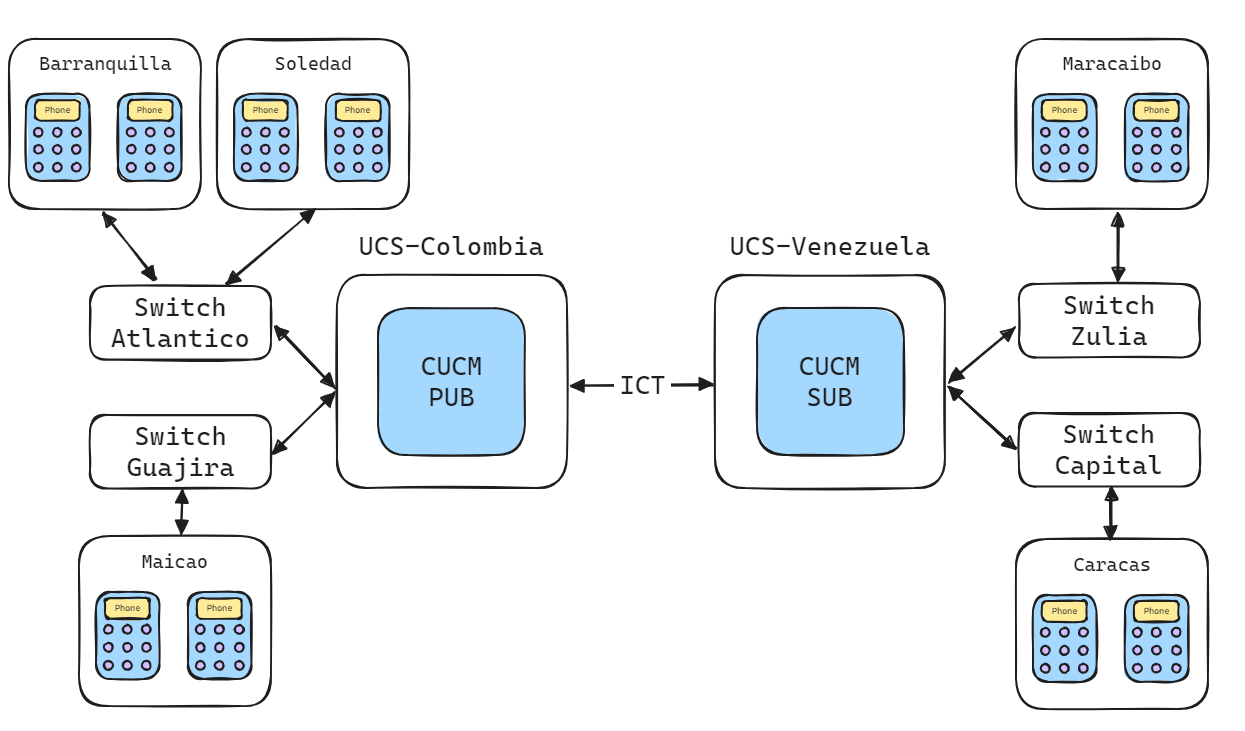 Barranquilla
Phone
Phone
Soledad
Phone
Phone
Maracaibo
Phone
Phone
UCS-Colombia
UCS-Venezuela
Switch
Atlantico
CUCM
PUB
ICT
CUCM
SUB
Switch
Zulia
Switch
Guajira
Switch
Capital
Maicao
Phone
Phone
Caracas
Phone
Phone